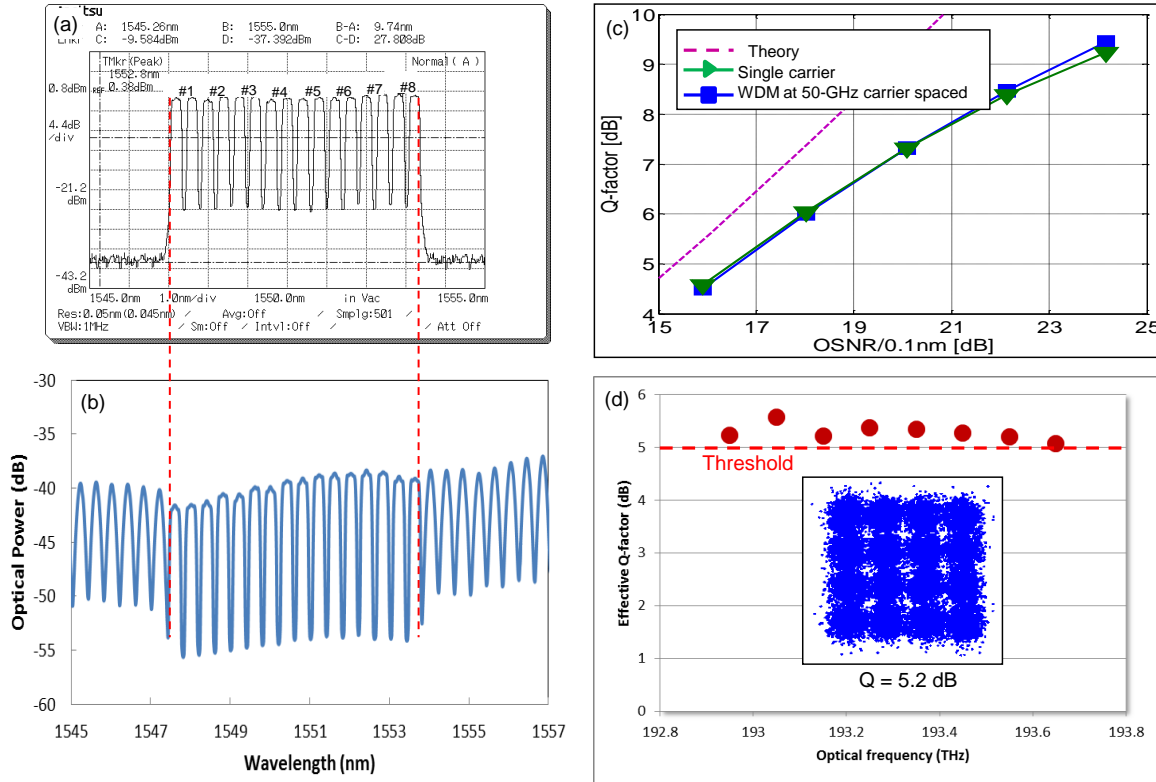 (a)
A: 1545.26nm B: 1555.0nm B-A: 9.74nm
C: -9.584dBm D: -37.392dBm C-D: 27.808dB
TMkr(Peak)
1552.8nm
0.38dBm
Normal ( A )
#1 #2 #3 #4 #5 #6 #7 #8
0.8dBm
REF
4.4dB
/div
-21.2
dBm
-43.2
dBm
1545.0nm 1.0nm/div 1550.0nm in Vac 1555.0nm
Res:0.05nm(0.045nm) / Avg:Off / Smplg:501 /
VBW:1MHz / Sm:Off / Intvl:Off / / Att Off
(b)
Optical Power (dB)
-30
-35
-40
-45
-50
-55
-60
1545 1547 1549 1551 1553 1555 1557
Wavelength (nm)
(c)
Theory
Single carrier
WDM at 50-GHz carrier spaced
Q-factor [dB]
10
9
8
7
6
5
4
15 17 19 21 23 25
OSNR/0.1nm [dB]
(d)
Effective Q-factor (dB)
6
5
4
3
2
1
0
Threshold
Q = 5.2 dB
192.8 193 193.2 193.4 193.6 193.8
Optical frequency (THz)